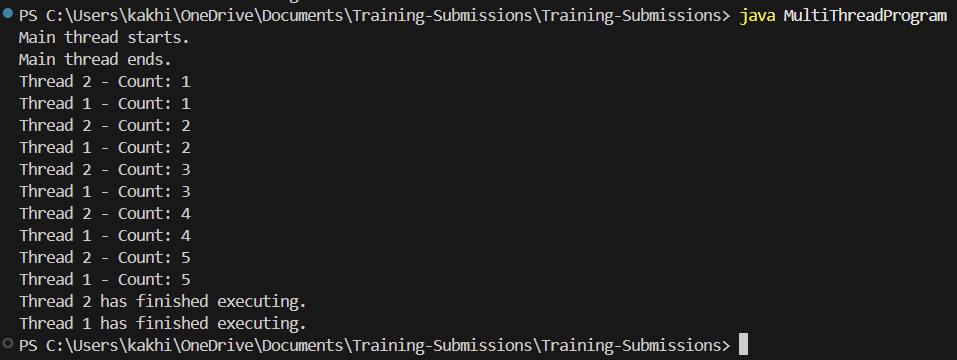 PS C:\Users\kakhi\OneDrive\Documents\Training-Submissions\Training-Submissions> java MultiThreadProgram
Main thread starts.
Main thread ends.
Thread 2 - Count: 1
Thread 1 - Count: 1
Thread 2 - Count: 2
Thread 1 - Count: 2
Thread 2 - Count: 3
Thread 1 - Count: 3
Thread 2 - Count: 4
Thread 1 - Count: 4
Thread 2 - Count: 5
Thread 1 - Count: 5
Thread 2 has finished executing.
Thread 1 has finished executing.
PS C:\Users\kakhi\OneDrive\Documents\Training-Submissions\Training-Submissions>